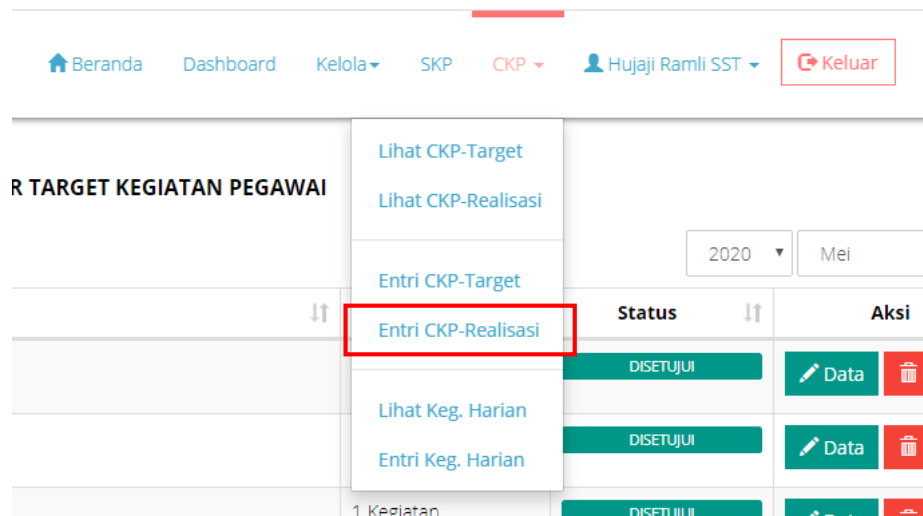 Beranda Dashboard Kelola SKP CKP Hujaji Ramli SST Keluar
Lihat CKP-Target
R TARGET KEGIATAN PEGAWAI
Lihat CKP-Realisasi
2020 Mei
Entri CKP-Target
Status Aksi
Entri CKP-Realisasi
DISETUJUI Data
Lihat Keg. Harian
DISETUJUI Data
Entri Keg. Harian
1 Kegiatan DISETUJUI Data